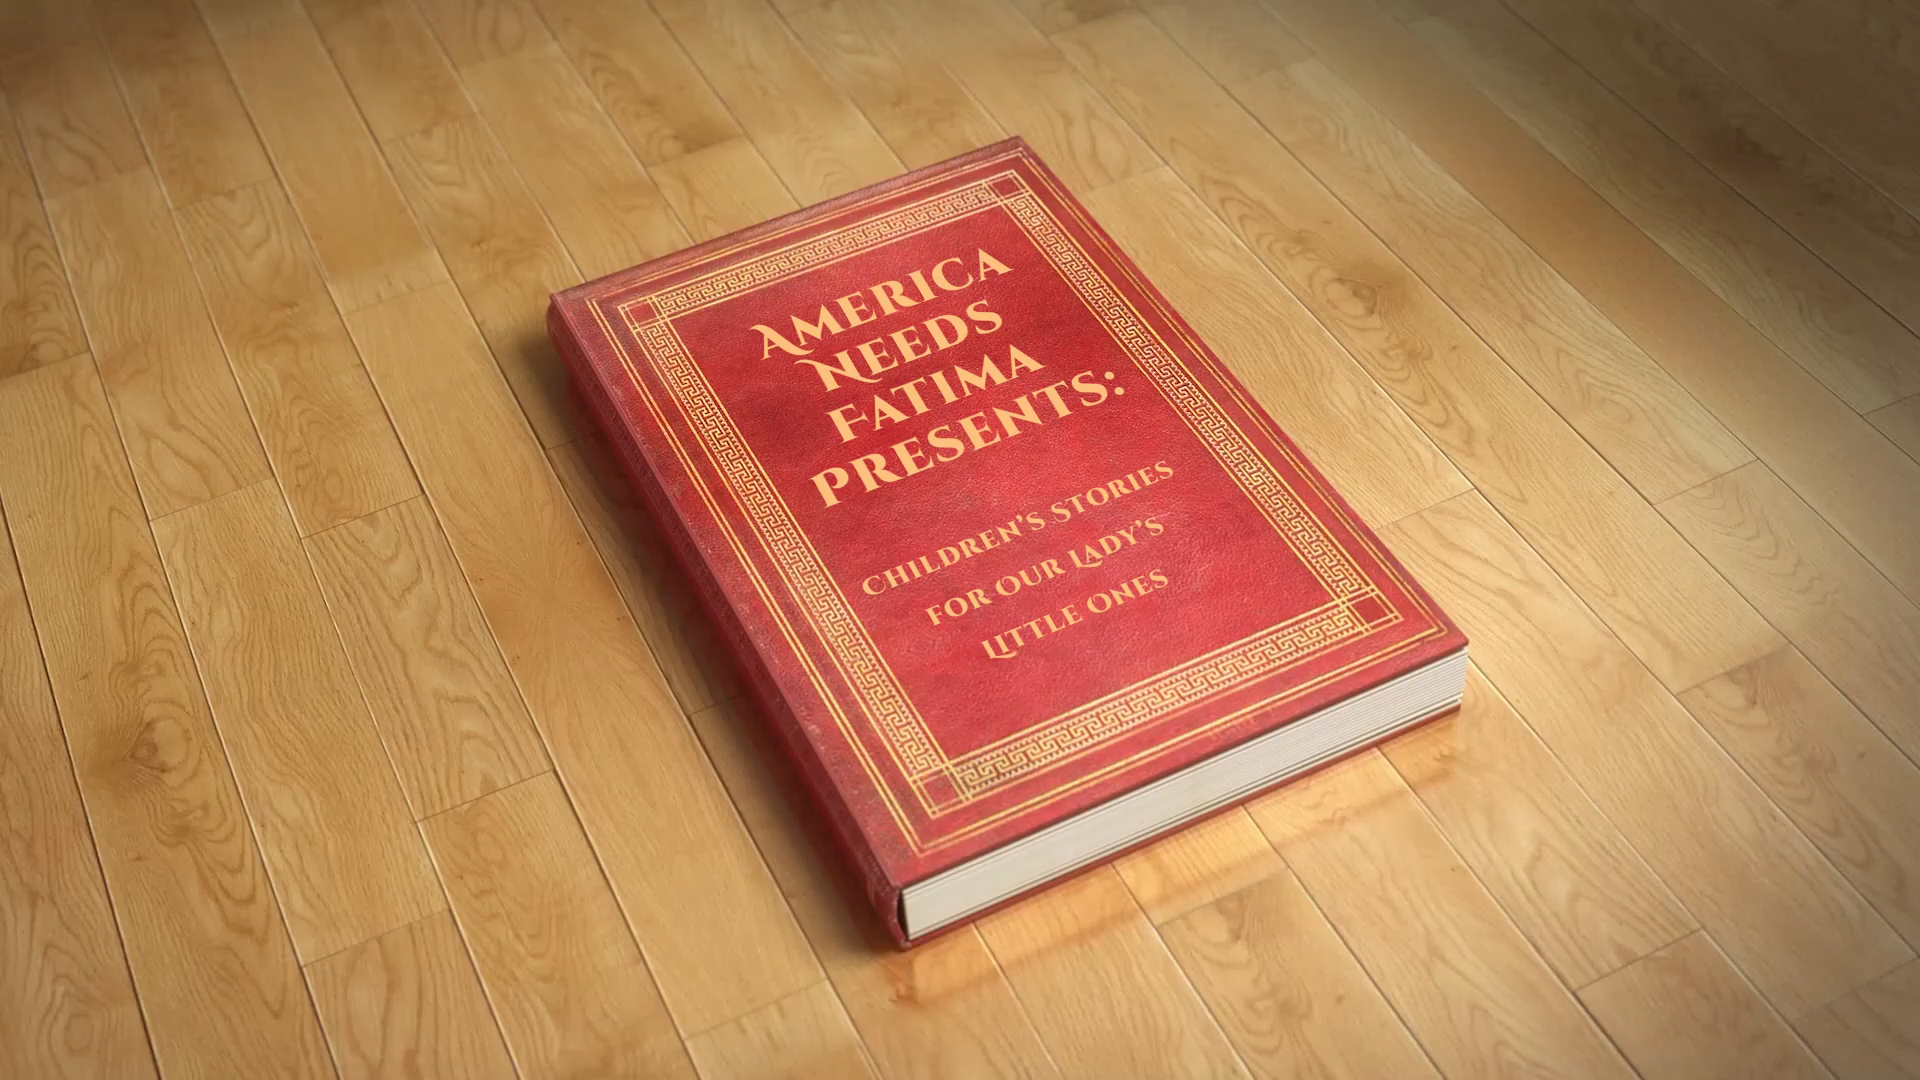 America
Needs
Fatima
presents:
Children's Stories
for Our Lady's
Little Ones